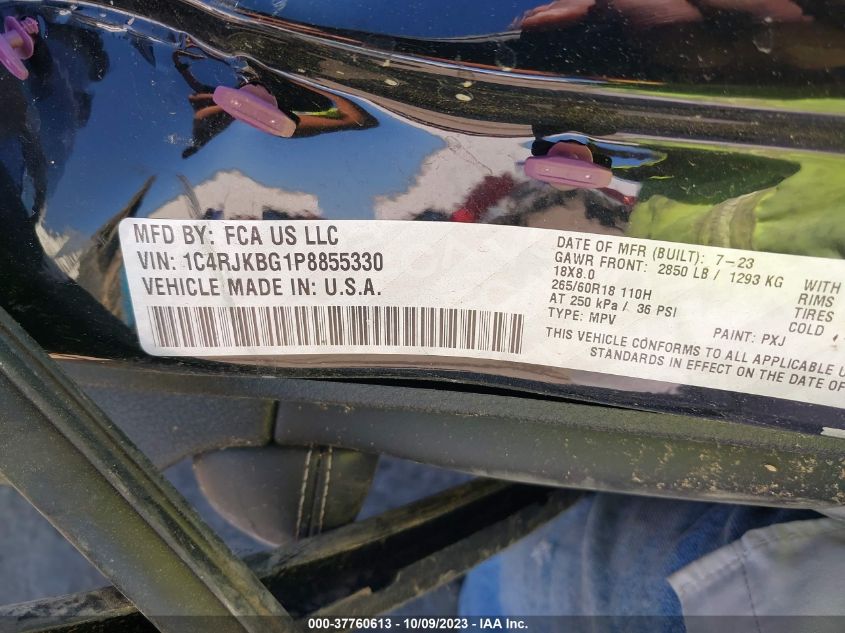 MFD BY: FCA US LLC
VIN: 1C4RJKBG1P8855330
VEHICLE MADE IN: U.S.A.
DATE OF MFR (BUILT): 7-23
GAWR FRONT: 2850 LB / 1293 KG WITH
18X8.0 RIMS
265/60R18 110H TIRES
AT 250 kPa / 36 PSI COLD
TYPE: MPV PAINT: PXJ
THIS VEHICLE CONFORMS TO ALL APPLICABLE U
STANDARDS IN EFFECT ON THE DATE OF
000-37760613 - 10/09/2023 - IAA Inc.